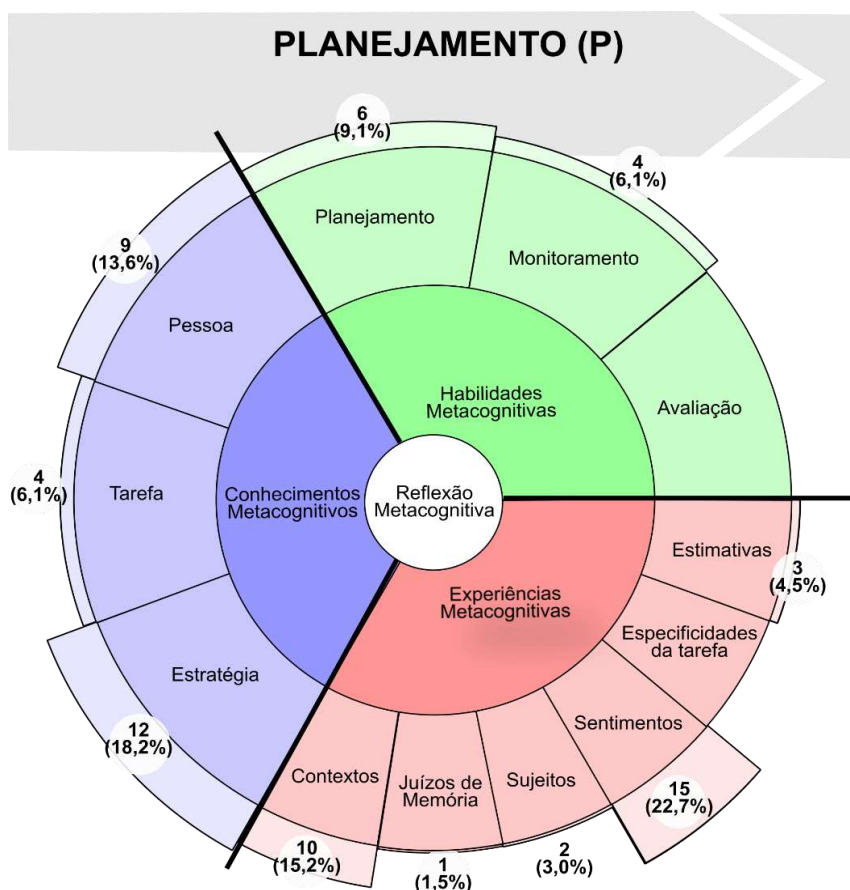 PLANEJAMENTO (P)
6
(9,1%)
4
(6,1%)
Planejamento
9
(13,6%)
Monitoramento
Pessoa
Habilidades
Metacognitivas
Avaliação
4
(6,1%)
Tarefa
Conhecimentos
Metacognitivos
Reflexão
Metacognitiva
Estimativas
3
(4,5%)
Experiências
Metacognitivas
Especificidades
da tarefa
Estratégia
Sentimentos
12
(18,2%)
Contextos
Juízos de
Memória
Sujeitos
15
(22,7%)
10
(15,2%)
1
(1,5%)
2
(3,0%)